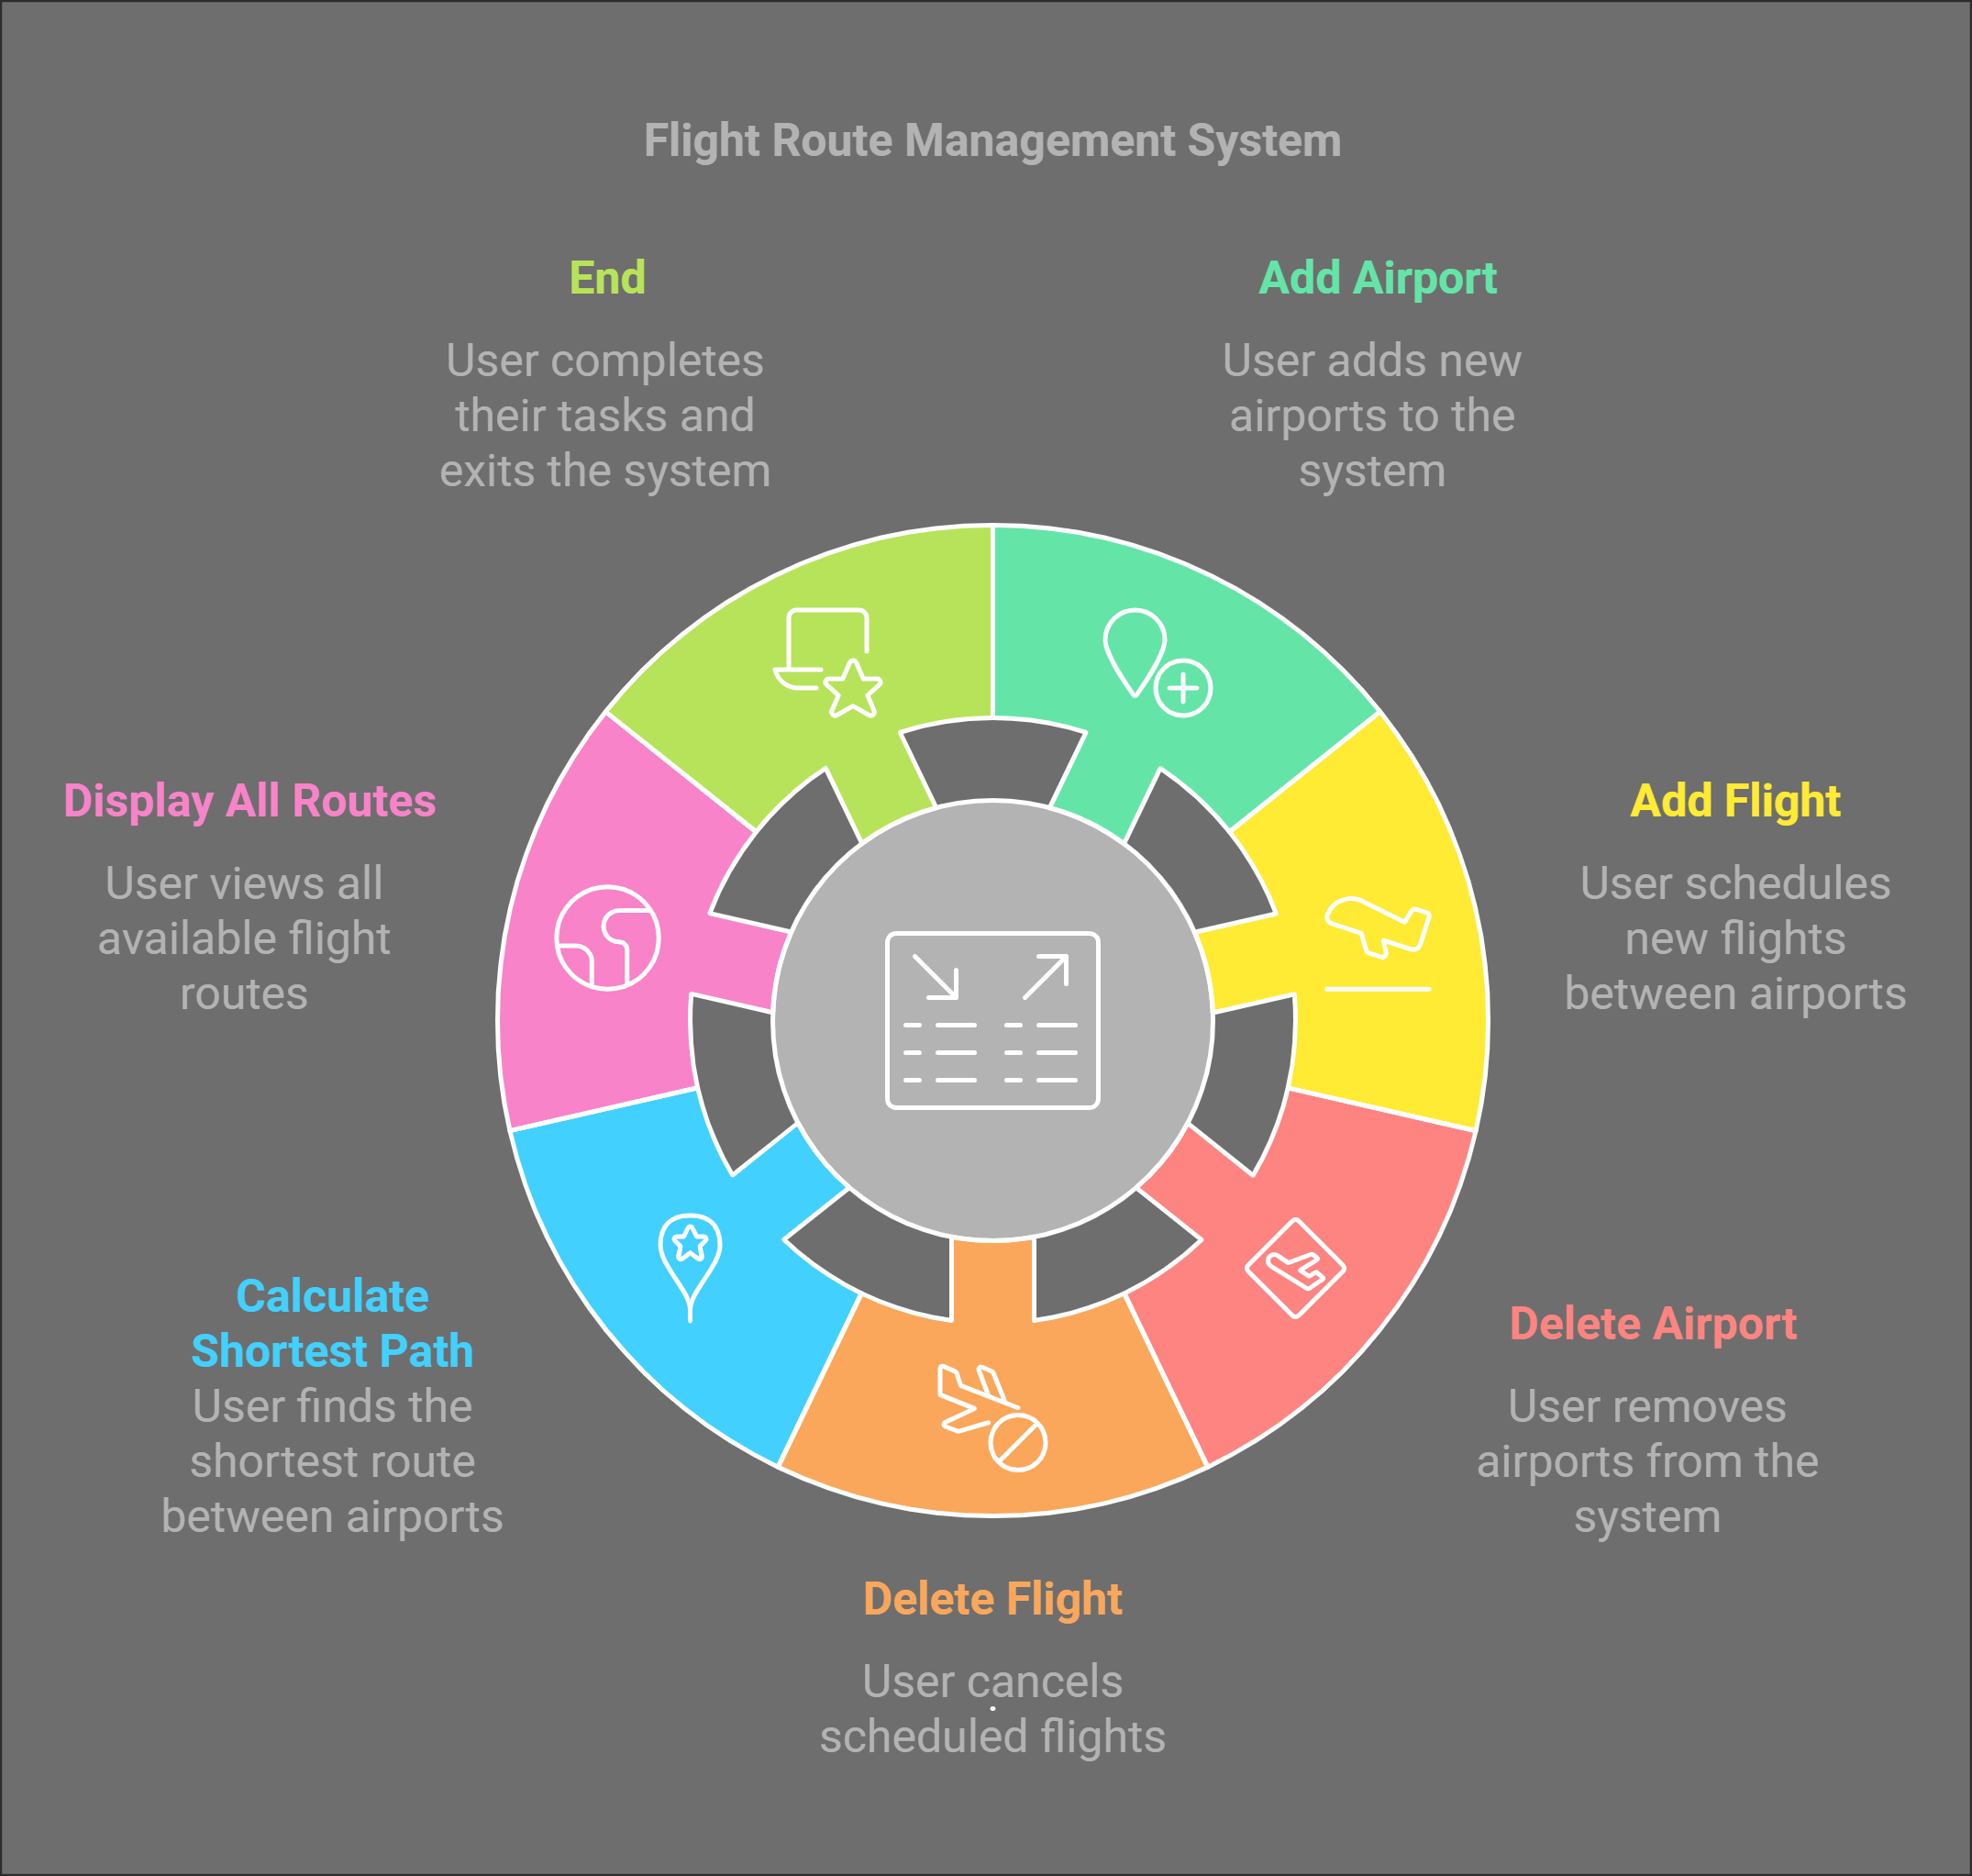 Flight Route Management System
End
User completes
their tasks and
exits the system
Add Airport
User adds new
airports to the
system
Display All Routes
User views all
available flight
routes
Add Flight
User schedules
new flights
between airports
Calculate
Shortest Path
User finds the
shortest route
between airports
Delete Airport
User removes
airports from the
system
Delete Flight
User cancels
scheduled flights